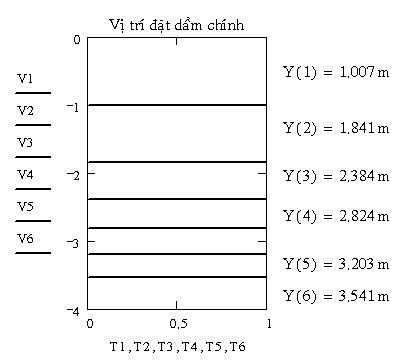 Vị trí đặt dầm chính
V1
V2
V3
V4
V5
V6
0
−1
−2
−3
−4
0
0,5
1
T1,T2,T3,T4,T5,T6
Y(1) = 1,007 m
Y(2) = 1,841 m
Y(3) = 2,384 m
Y(4) = 2,824 m
Y(5) = 3,203 m
Y(6) = 3,541 m